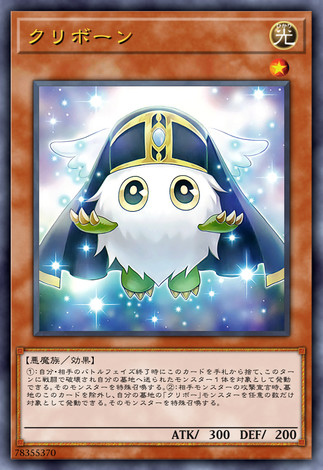 クリボーン
光
【悪魔族／効果】
①：自分・相手のバトルフェイズ終了時にこのカードを手札から捨て、このター
ンに戦闘で破壊され自分の墓地へ送られたモンスター１体を対象として発動
できる。そのモンスターを特殊召喚する。②：相手モンスターの攻撃宣言時、墓
地のこのカードを除外し、自分の墓地の「クリボー」モンスターを任意の数だけ
対象として発動できる。そのモンスターを特殊召喚する。
ATK/ 300 DEF/ 200
78355370